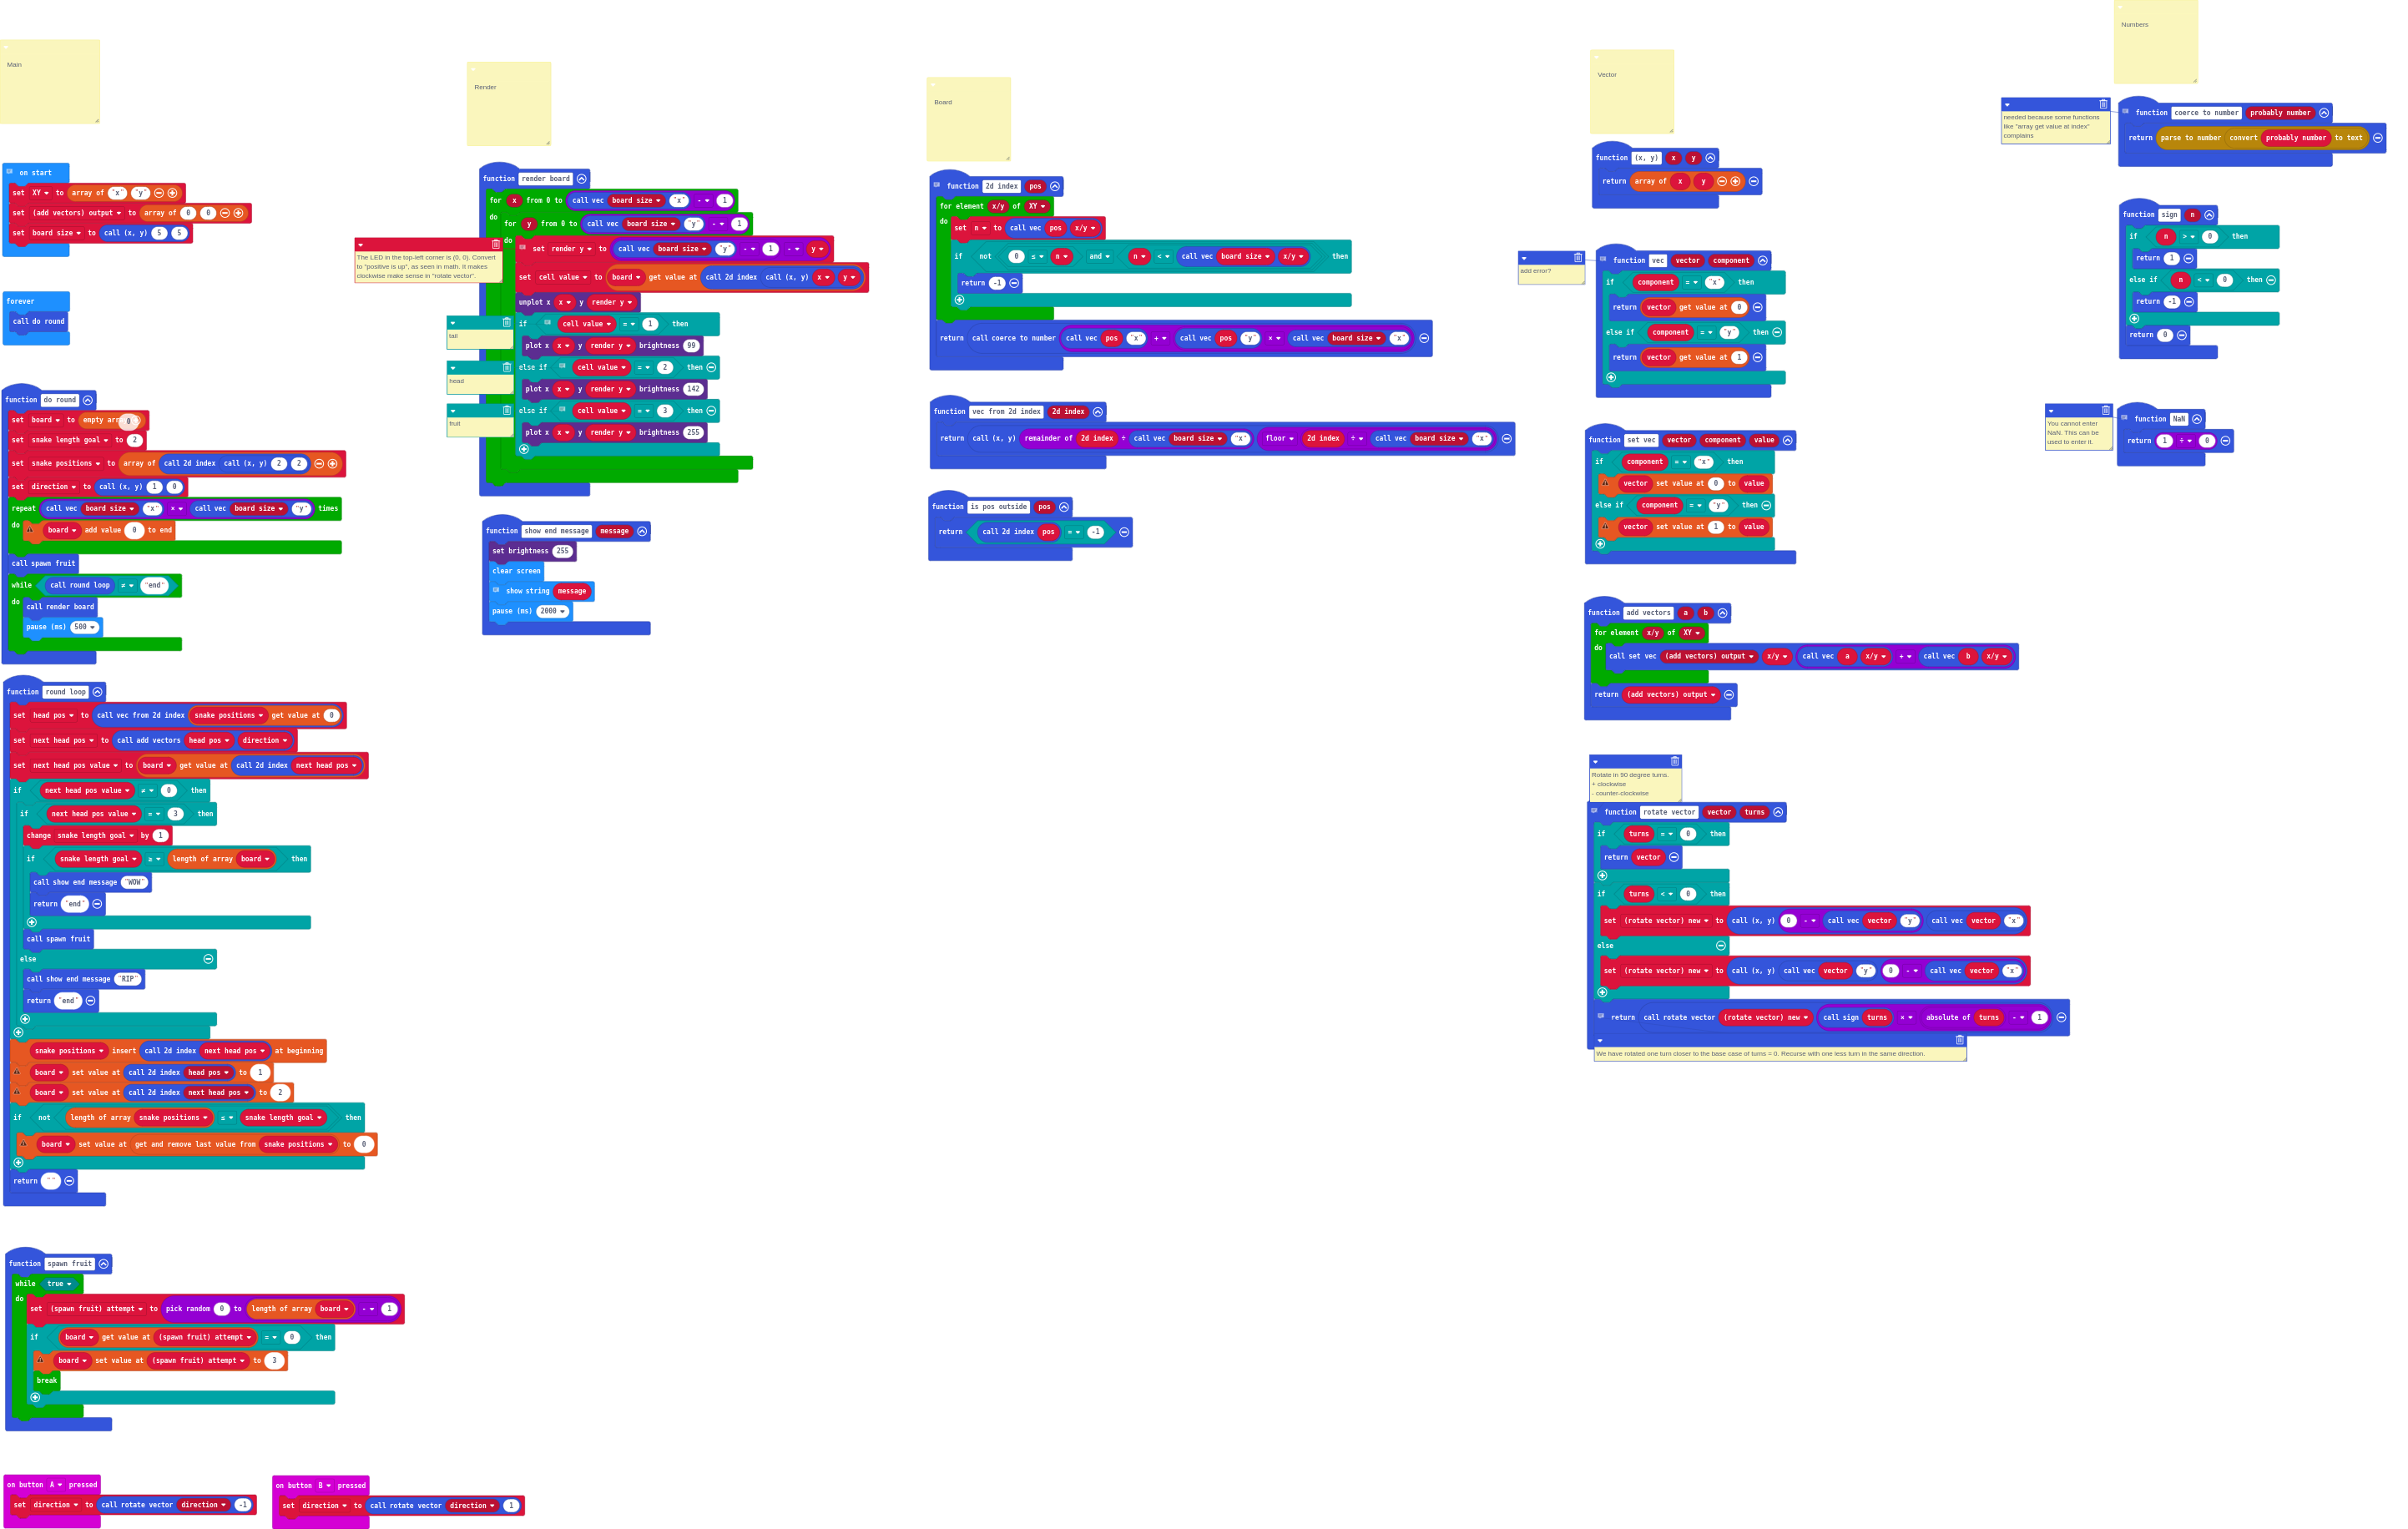 Main
on start
set XY to array of "x" "y"
set (add vectors) output to array of 0 0
set board size to call (x, y) 5 5
forever
call do round
function do round
set board to empty array
0
set snake length goal to 2
set snake positions to array of call 2d index call (x, y) 2 2
set direction to call (x, y) 1 0
repeat call vec board size "x" × call vec board size "y" times
do board add value 0 to end
call spawn fruit
while call round loop ≠ "end"
do call render board
pause (ms) 500
function round loop
set head pos to call vec from 2d index snake positions get value at 0
set next head pos to call add vectors head pos direction
set next head pos value to board get value at call 2d index next head pos
if next head pos value ≠ 0 then
if next head pos value = 3 then
change snake length goal by 1
if snake length goal ≥ length of array board then
call show end message "WOW"
return "end"
call spawn fruit
else
call show end message "RIP"
return "end"
snake positions insert call 2d index next head pos at beginning
board set value at call 2d index head pos to 1
board set value at call 2d index next head pos to 2
if not length of array snake positions ≤ snake length goal then
board set value at get and remove last value from snake positions to 0
return ""
function spawn fruit
while true
do
set (spawn fruit) attempt to pick random 0 to length of array board - 1
if board get value at (spawn fruit) attempt = 0 then
board set value at (spawn fruit) attempt to 3
break
on button A pressed
set direction to call rotate vector direction -1
on button B pressed
set direction to call rotate vector direction 1
Render
function render board
for x from 0 to call vec board size "x" - 1
do
for y from 0 to call vec board size "y" - 1
do set render y to call vec board size "y" - 1 - y
The LED in the top-left corner is (0, 0). Convert
to "positive is up", as seen in math. It makes
clockwise make sense in "rotate vector".
set cell value to board get value at call 2d index call (x, y) x y
unplot x x y render y
if cell value = 1 then
tail
plot x x y render y brightness 99
else if cell value = 2 then
head
plot x x y render y brightness 142
else if cell value = 3 then
fruit
plot x x y render y brightness 255
function show end message message
set brightness 255
clear screen
show string message
pause (ms) 2000
Board
function 2d index pos
for element x/y of XY
do set n to call vec pos x/y
if not 0 ≤ n and n < call vec board size x/y then
return -1
return call coerce to number call vec pos "x" + call vec pos "y" × call vec board size "x"
function vec from 2d index 2d index
return call (x, y) remainder of 2d index ÷ call vec board size "x" floor 2d index ÷ call vec board size "x"
function is pos outside pos
return call 2d index pos = -1
Vector
function (x, y) x y
return array of x y
add error?
function vec vector component
if component = "x" then
return vector get value at 0
else if component = "y" then
return vector get value at 1
function set vec vector component value
if component = "x" then
vector set value at 0 to value
else if component = "y" then
vector set value at 1 to value
function add vectors a b
for element x/y of XY
do call set vec (add vectors) output x/y call vec a x/y + call vec b x/y
return (add vectors) output
Rotate in 90 degree turns.
+ clockwise
- counter-clockwise
function rotate vector vector turns
if turns = 0 then
return vector
if turns < 0 then
set (rotate vector) new to call (x, y) 0 - call vec vector "y" call vec vector "x"
else
set (rotate vector) new to call (x, y) call vec vector "y" 0 - call vec vector "x"
return call rotate vector (rotate vector) new call sign turns × absolute of turns - 1
We have rotated one turn closer to the base case of turns = 0. Recurse with one less turn in the same direction.
Numbers
needed because some functions
like "array get value at index"
complains
function coerce to number probably number
return parse to number convert probably number to text
function sign n
if n > 0 then
return 1
else if n < 0 then
return -1
return 0
You cannot enter
NaN. This can be
used to enter it.
function NaN
return 1 ÷ 0